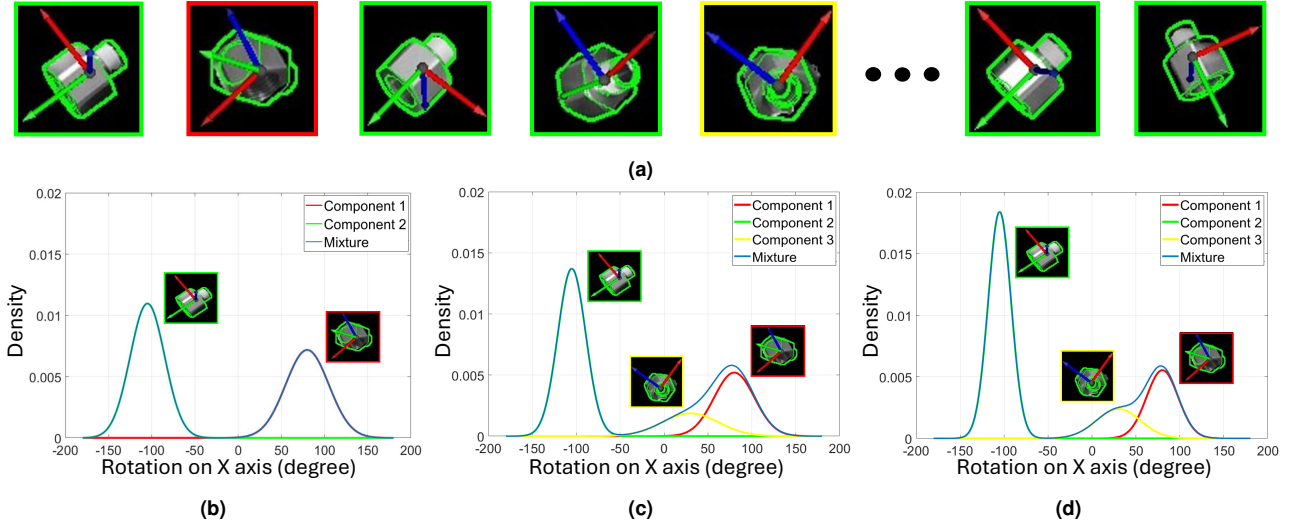 (a)
0.02
0.015
0.01
0.005
0
Density
-200 -150 -100 -50 0 50 100 150 200
Rotation on X axis (degree)
Component 1
Component 2
Mixture
(b)
0.02
0.015
0.01
0.005
0
Density
-200 -150 -100 -50 0 50 100 150 200
Rotation on X axis (degree)
Component 1
Component 2
Component 3
Mixture
(c)
0.02
0.015
0.01
0.005
0
Density
-200 -150 -100 -50 0 50 100 150 200
Rotation on X axis (degree)
Component 1
Component 2
Component 3
Mixture
(d)